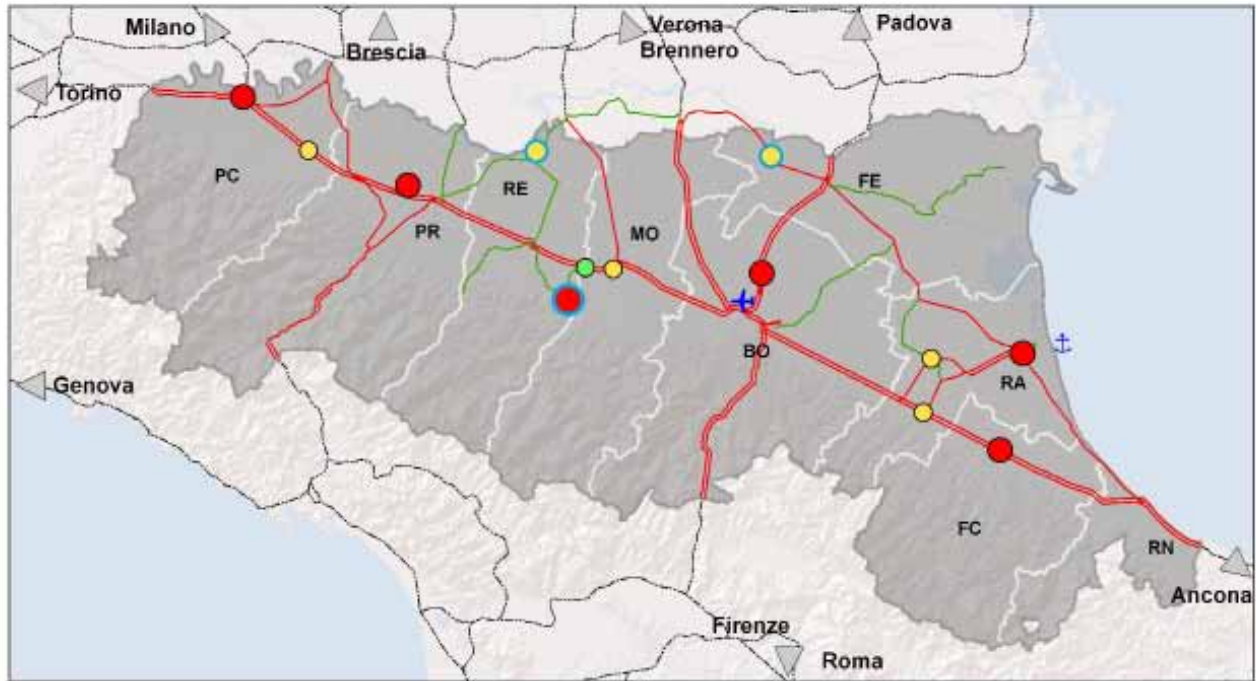 Milano
Brescia
Verona
Brennero
Padova
Torino
PC
RE
FE
PR
MO
BO
RA
Genova
FC
RN
Ancona
Firenze
Roma